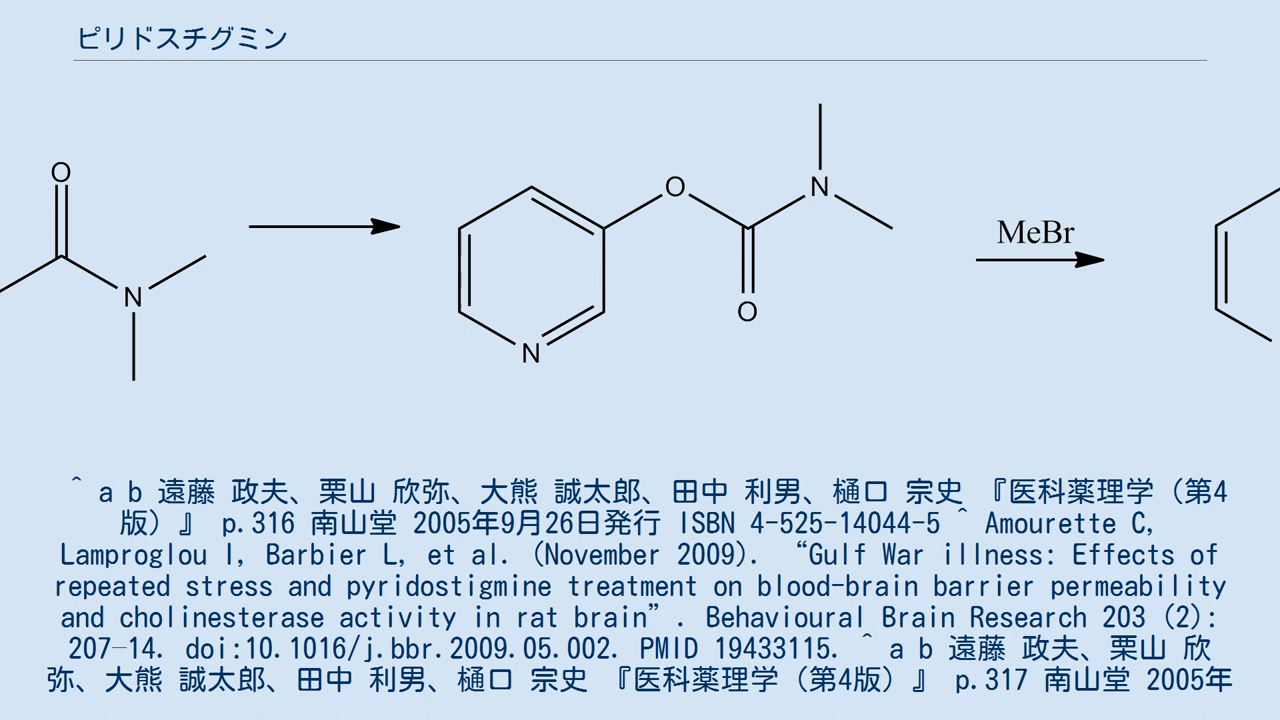 ピリドスチグミン
O
N
O
N
O
N
MeBr
^ a b 遠藤 政夫、栗山 欣弥、大熊 誠太郎、田中 利男、樋口 宗史 『医科薬理学（第4
版）』 p.316 南山堂 2005年9月26日発行 ISBN 4-525-14044-5 ^ Amourette C,
Lamproglou I, Barbier L, et al. (November 2009). “Gulf War illness: Effects of
repeated stress and pyridostigmine treatment on blood-brain barrier permeability
and cholinesterase activity in rat brain”. Behavioural Brain Research 203 (2):
207–14. doi:10.1016/j.bbr.2009.05.002. PMID 19433115. ^ a b 遠藤 政夫、栗山 欣
弥、大熊 誠太郎、田中 利男、樋口 宗史 『医科薬理学（第4版）』 p.317 南山堂 2005年